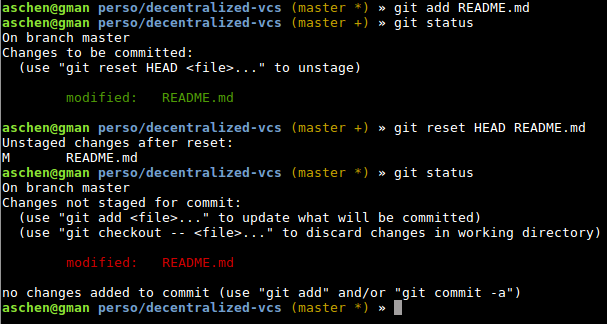 aschen@gman perso/decentralized-vcs (master *) » git add README.md
aschen@gman perso/decentralized-vcs (master +) » git status
On branch master
Changes to be committed:
  (use "git reset HEAD <file>..." to unstage)

        modified:   README.md

aschen@gman perso/decentralized-vcs (master +) » git reset HEAD README.md
Unstaged changes after reset:
M       README.md
aschen@gman perso/decentralized-vcs (master *) » git status
On branch master
Changes not staged for commit:
  (use "git add <file>..." to update what will be committed)
  (use "git checkout -- <file>..." to discard changes in working directory)

        modified:   README.md

no changes added to commit (use "git add" and/or "git commit -a")
aschen@gman perso/decentralized-vcs (master *) »